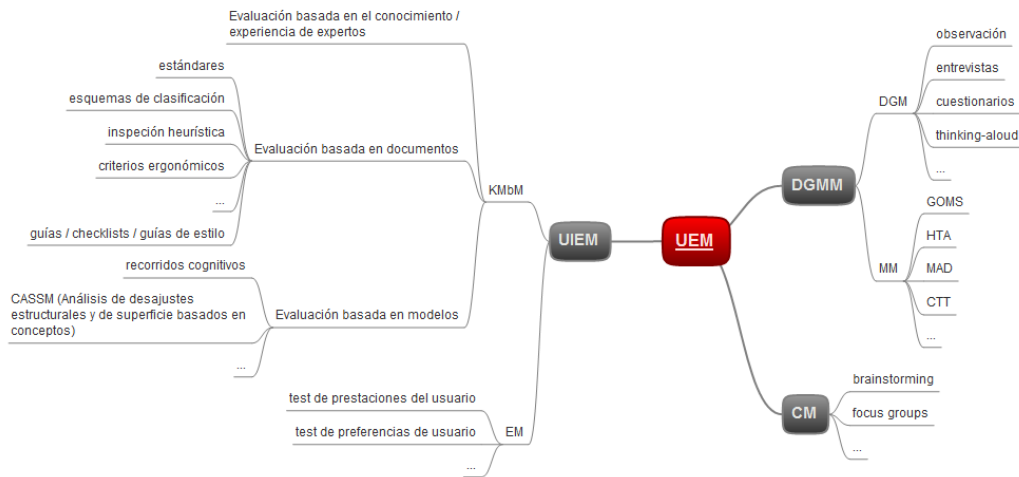 Evaluación basada en el conocimiento /
experiencia de expertos
estándares
esquemas de clasificación
inspeción heurística
criterios ergonómicos
...
guías / checklists / guías de estilo
Evaluación basada en documentos
recorridos cognitivos
CASSM (Análisis de desajustes
estructurales y de superficie basados en
conceptos)
...
Evaluación basada en modelos
KMbM
test de prestaciones del usuario
test de preferencias de usuario
...
EM
UIEM
UEM
DGMM
DGM
observación
entrevistas
cuestionarios
thinking-aloud
...
MM
GOMS
HTA
MAD
CTT
...
CM
brainstorming
focus groups
...